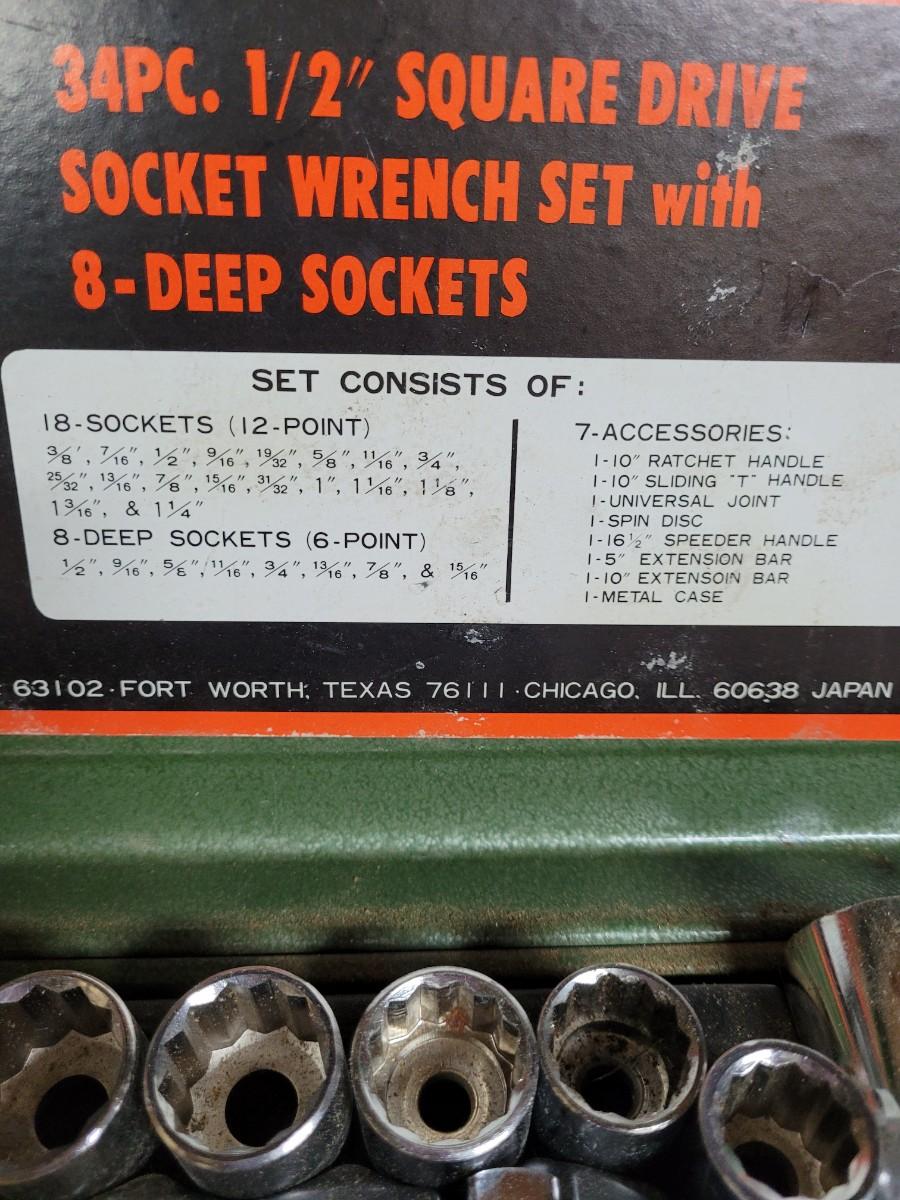 34PC. 1/2" SQUARE DRIVE
SOCKET WRENCH SET with
8-DEEP SOCKETS
SET CONSISTS OF:
18-SOCKETS (12-POINT)
3/8", 7/16", 1/2", 9/16", 19/32", 5/8", 11/16", 3/4",
25/32", 13/16", 7/8", 15/16", 31/32", 1", 1 1/16", 1 1/8",
1 3/16", & 1 1/4"
8-DEEP SOCKETS (6-POINT)
1/2", 9/16", 5/8", 11/16", 3/4", 13/16", 7/8", & 15/16"
7-ACCESSORIES:
1-10" RATCHET HANDLE
1-10" SLIDING "T" HANDLE
1-UNIVERSAL JOINT
1-SPIN DISC
1-16 1/2" SPEEDER HANDLE
1-5" EXTENSION BAR
1-10" EXTENSOIN BAR
1-METAL CASE
63102·FORT WORTH, TEXAS 76111·CHICAGO, ILL. 60638 JAPAN